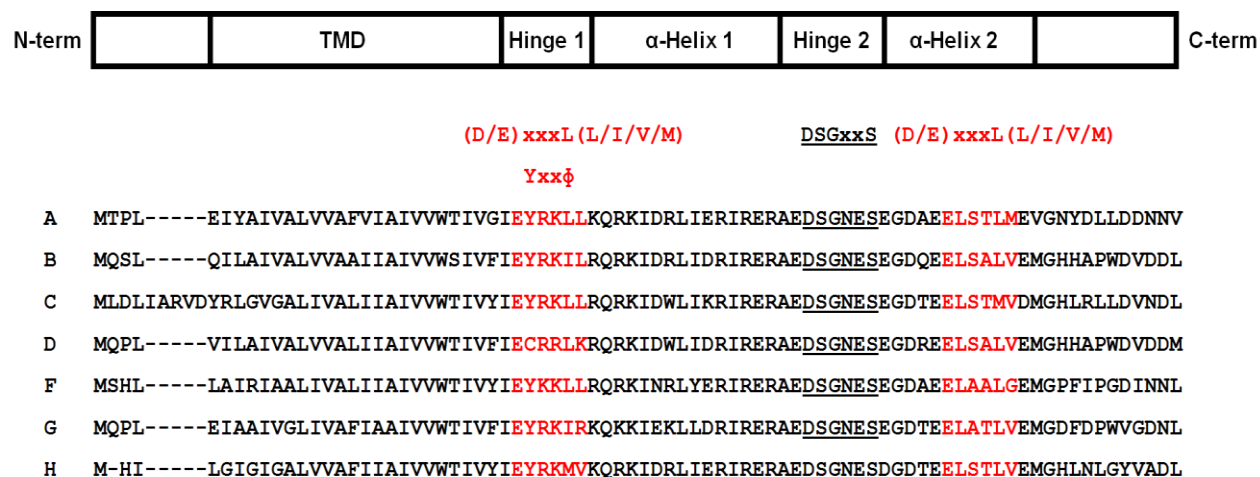 N-term TMD Hinge 1 α-Helix 1 Hinge 2 α-Helix 2 C-term
(D/E)xxxL(L/I/V/M) DSGxxS (D/E)xxxL(L/I/V/M)
Yxxϕ
A MTPL-----EIYAIVALVVAFVIAIVVWTIVGIEYRKLLKQRKIDRLIERIRERAEDSGNESEGDAEELSTLMEVGNYDLLDDNNV
B MQSL-----QILAIVALVVAAIIAIVVWSIVFIEYRKILRQRKIDRLIDRIRERAEDSGNESEGDQEELSALVEMGHHAPWDVDDL
C MLDLIARVDYRLGVGALIVALIIAIVVWTIVYIEYRKLLRQRKIDWLIKRIRERAEDSGNESEGDTEELSTMVDMGHLRLLDVNDL
D MQPL-----VILAIVALVVALIIAIVVWTIVFIECRRLKRQRKIDWLIDRIRERAEDSGNESEGDREELSALVEMGHHAPWDVDDM
F MSHL-----LAIRIAALIVALIIAIVVWTIVYIEYKKLLRQRKINRLYERIRERAEDSGNESEGDAEELAALGEMGPFIPGDINNL
G MQPL-----EIAAIVGLIVAFIAAIVVWTIVFIEYRKIRKQKKIEKLLDRIRERAEDSGNESEGDTEELATLVEMGDFDPWVGDNL
H M-HI-----LGIGIGALVVAFIIAIVVWTIVYIEYRKMVKQRKIDRLIERIRERAEDSGNESDGDTEELSTLVEMGHLNLGYVADL